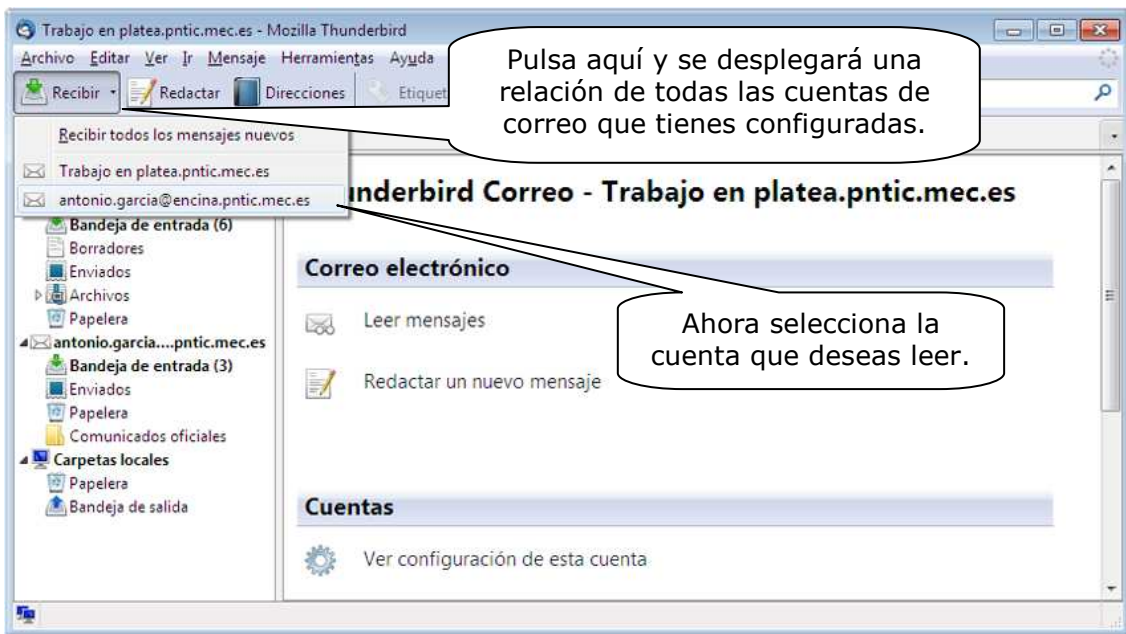 Trabajo en platea.pntic.mec.es - Mozilla Thunderbird
Archivo Editar Ver Ir Mensaje Herramientas Ayuda
Recibir Redactar Direcciones
Pulsa aquí y se desplegará una
relación de todas las cuentas de
correo que tienes configuradas.
Recibir todos los mensajes nuevos
Trabajo en platea.pntic.mec.es
antonio.garcia@encina.pntic.mec.es
Correo - Trabajo en platea.pntic.mec.es
Bandeja de entrada (6)
Borradores
Enviados
Archivos
Papelera
antonio.garcia....pntic.mec.es
Bandeja de entrada (3)
Enviados
Papelera
Comunicados oficiales
Carpetas locales
Papelera
Bandeja de salida
Correo electrónico
Leer mensajes
Redactar un nuevo mensaje
Ahora selecciona la
cuenta que deseas leer.
Cuentas
Ver configuración de esta cuenta